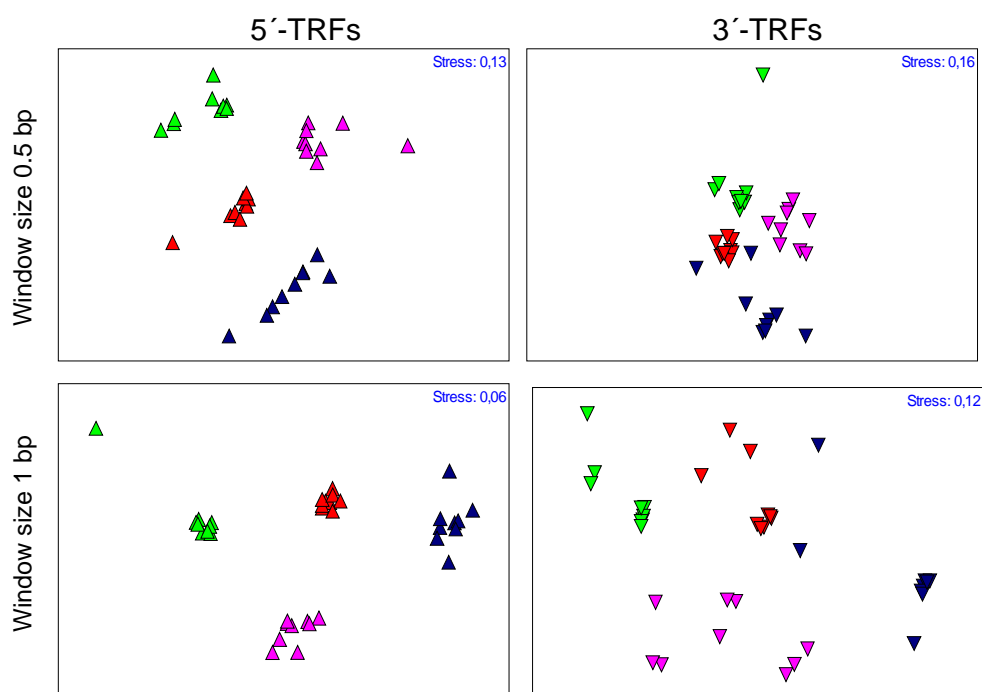 5´-TRFs
3´-TRFs
Window size 0.5 bp
Stress: 0,13
Stress: 0,16
Window size 1 bp
Stress: 0,06
Stress: 0,12